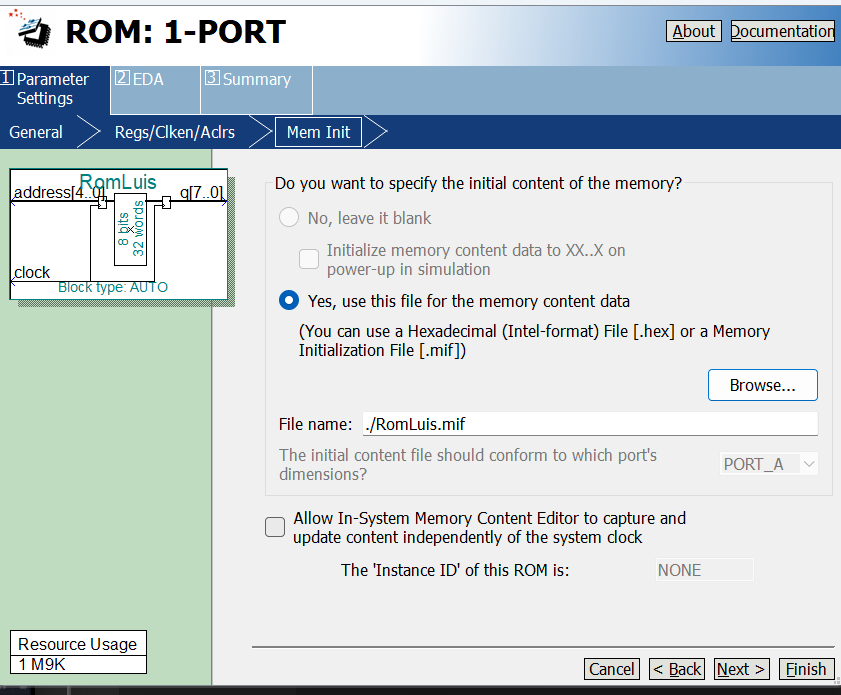 ROM: 1-PORT
About
Documentation
1 Parameter
Settings
2 EDA
3 Summary
General
Regs/Clken/Aclrs
Mem Init
RomLuis
address[4..0]
q[7..0]
8 bits
x
32 words
clock
Block type: AUTO
Do you want to specify the initial content of the memory?
No, leave it blank
Initialize memory content data to XX..X on
power-up in simulation
Yes, use this file for the memory content data
(You can use a Hexadecimal (Intel-format) File [.hex] or a Memory
Initialization File [.mif])
Browse...
File name: ./RomLuis.mif
The initial content file should conform to which port's
dimensions?
PORT_A
Allow In-System Memory Content Editor to capture and
update content independently of the system clock
The 'Instance ID' of this ROM is: NONE
Resource Usage
1 M9K
Cancel
< Back
Next >
Finish